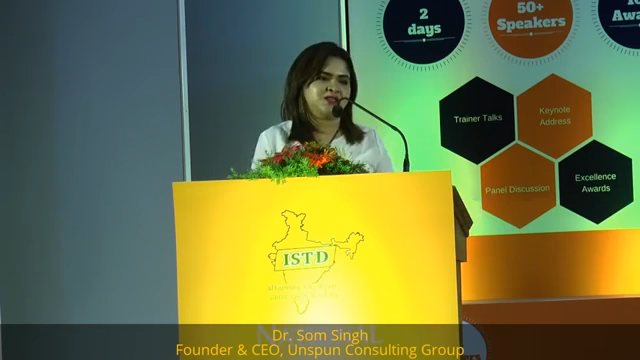 2
days
50+
Speakers
Trainer Talks
Keynote
Address
Panel Discussion
Excellence
Awards
ISTD
Dr. Som Singh
Founder & CEO, Unspun Consulting Group